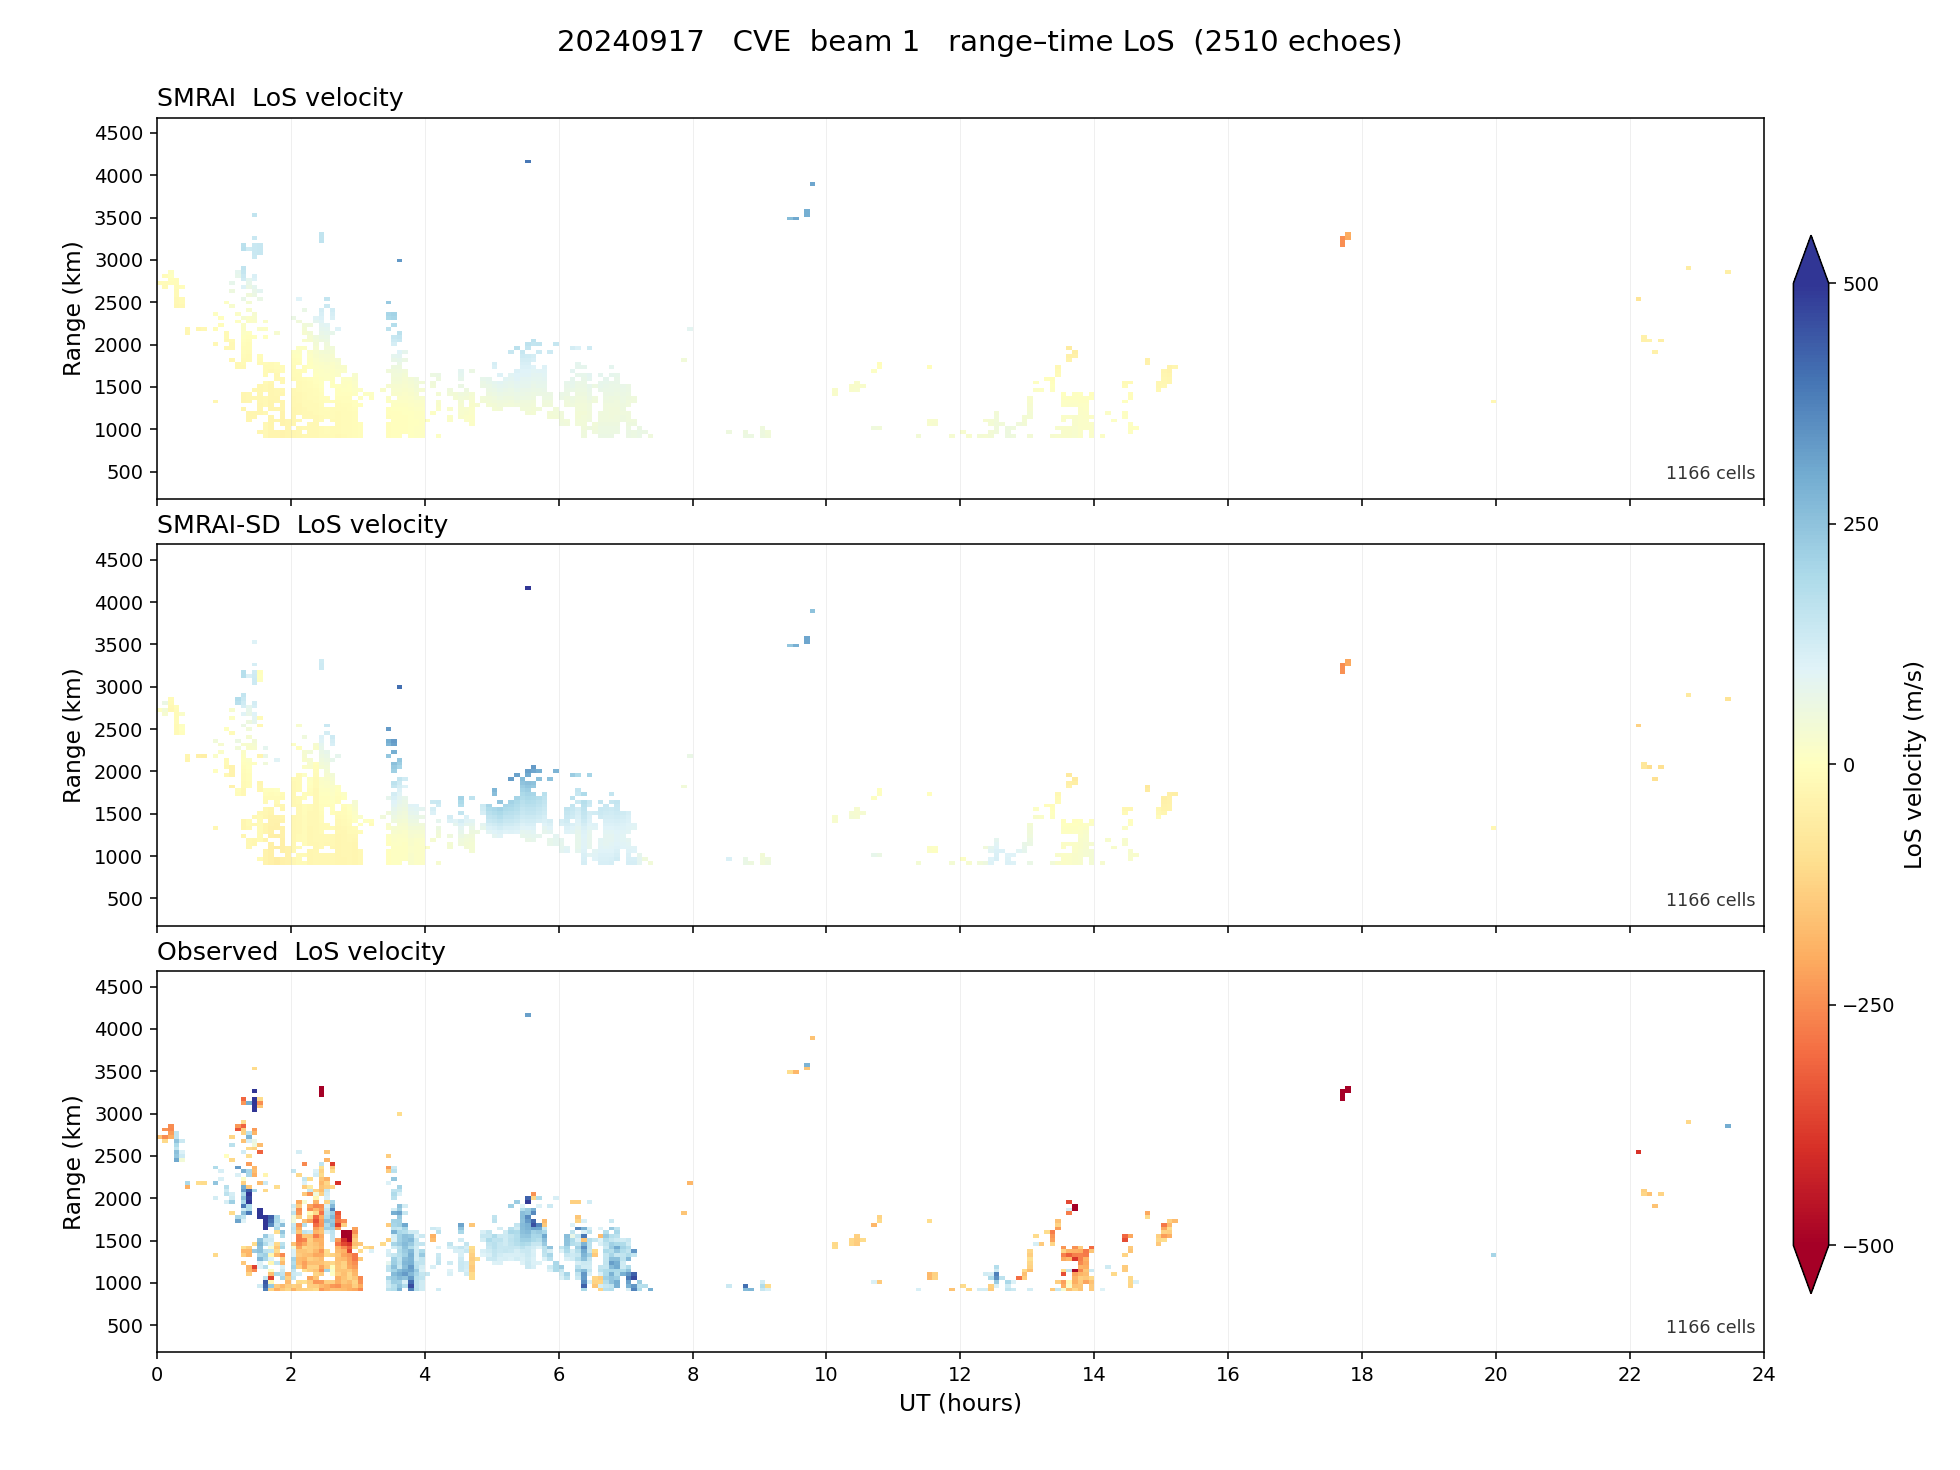 20240917   CVE  beam 1   range–time LoS  (2510 echoes)
SMRAI  LoS velocity
4500
4000
3500
3000
2500
2000
1500
1000
500
Range (km)
1166 cells
SMRAI-SD  LoS velocity
4500
4000
3500
3000
2500
2000
1500
1000
500
Range (km)
1166 cells
Observed  LoS velocity
4500
4000
3500
3000
2500
2000
1500
1000
500
Range (km)
1166 cells
0 2 4 6 8 10 12 14 16 18 20 22 24
UT (hours)
500
250
0
−250
−500
LoS velocity (m/s)